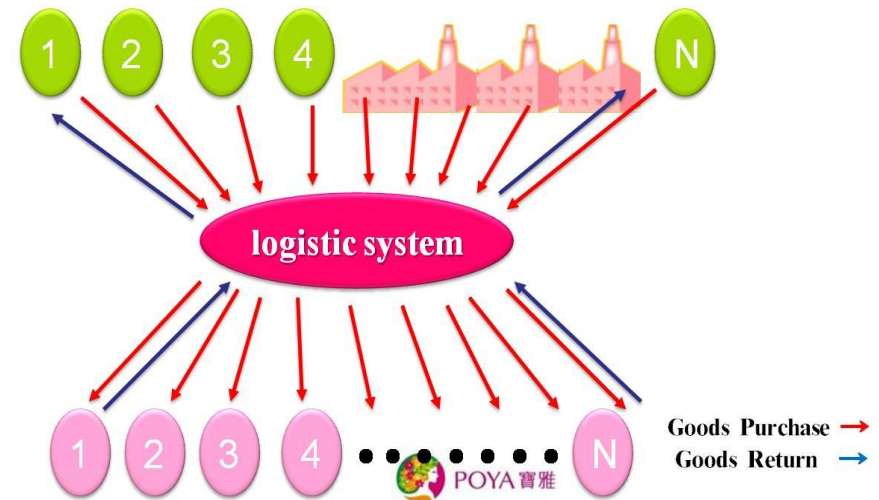 1 2 3 4 N
logistic system
1 2 3 4 N
Goods Purchase
Goods Return
POYA 寶雅